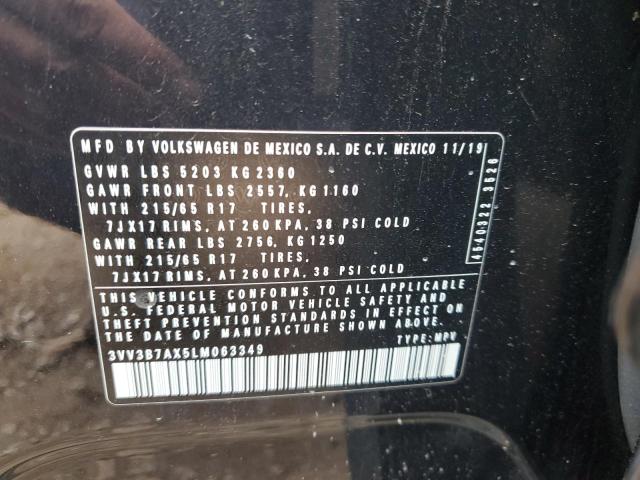 MFD BY VOLKSWAGEN DE MEXICO S.A. DE C.V. MEXICO 11/19
GVWR LBS 5203 KG 2360
GAWR FRONT LBS 2557, KG 1160
WITH 215/65 R17 TIRES,
7JX17 RIMS, AT 260 KPA, 38 PSI COLD
GAWR REAR LBS 2756, KG 1250
WITH 215/65 R17 TIRES,
7JX17 RIMS, AT 260 KPA, 38 PSI COLD
THIS VEHICLE CONFORMS TO ALL APPLICABLE
U.S. FEDERAL MOTOR VEHICLE SAFETY AND
THEFT PREVENTION STANDARDS IN EFFECT ON
THE DATE OF MANUFACTURE SHOWN ABOVE.
3VV3B7AX5LM063349 TYPE: MPV
4540322 3526